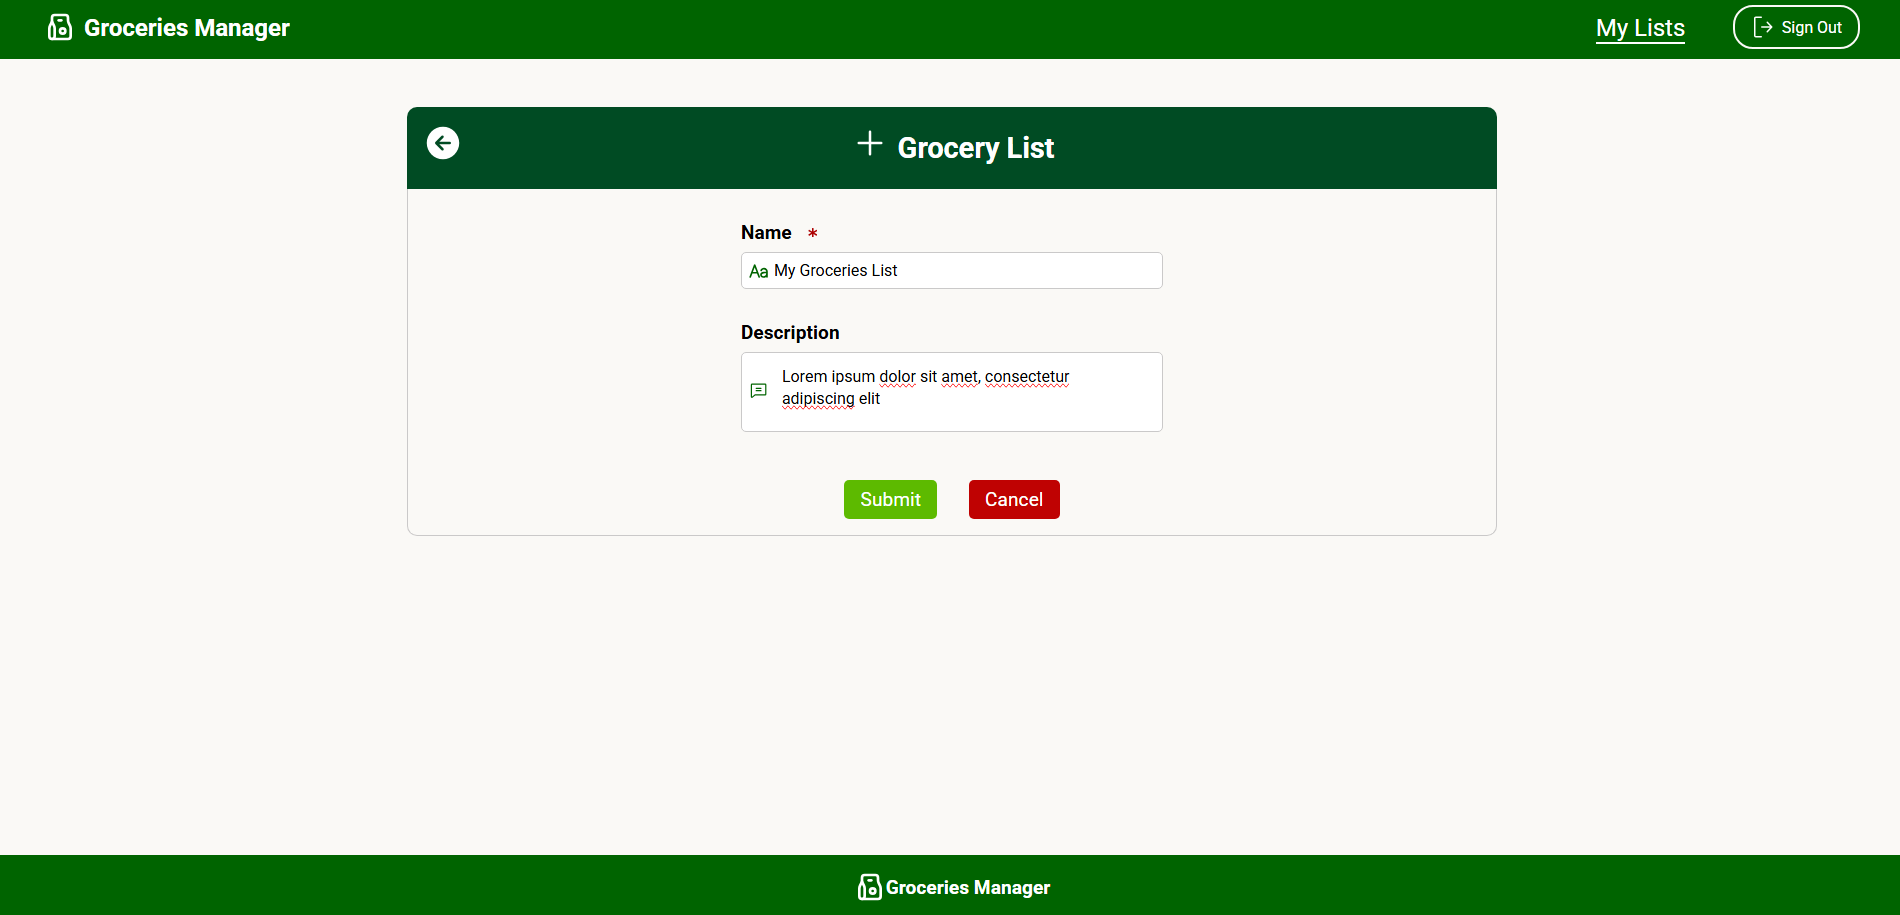 Groceries Manager
My Lists
Sign Out
Grocery List
Name *
Aa My Groceries List
Description
Lorem ipsum dolor sit amet, consectetur
adipiscing elit
Submit
Cancel
Groceries Manager